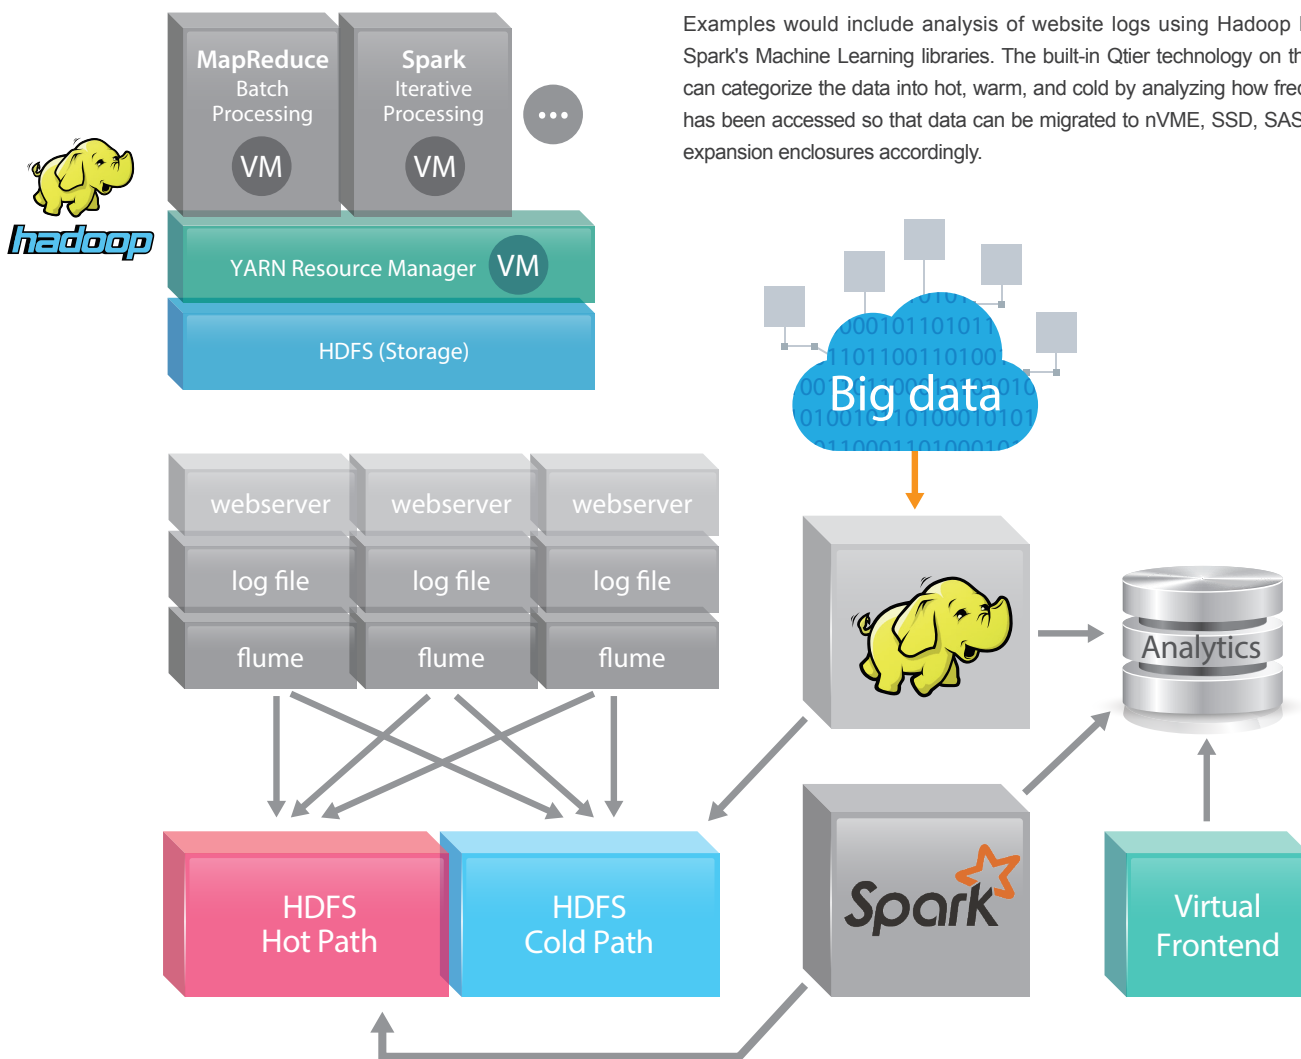 Examples would include analysis of website logs using Hadoop
Spark's Machine Learning libraries. The built-in Qtier technology on
can categorize the data into hot, warm, and cold by analyzing how
has been accessed so that data can be migrated to nVME, SSD, SAS
expansion enclosures accordingly.
MapReduce
Batch
Processing
VM
Spark
Iterative
Processing
VM
hadoop
YARN Resource Manager VM
HDFS (Storage)
00010110101
11011001101001
Big data
webserver webserver webserver
log file log file log file
flume flume flume
Analytics
HDFS
Hot Path
HDFS
Cold Path
Spark
Virtual
Frontend